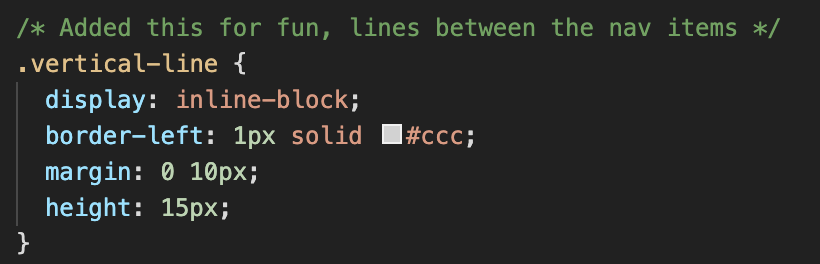 /* Added this for fun, lines between the nav items */
.vertical-line {
  display: inline-block;
  border-left: 1px solid #ccc;
  margin: 0 10px;
  height: 15px;
}